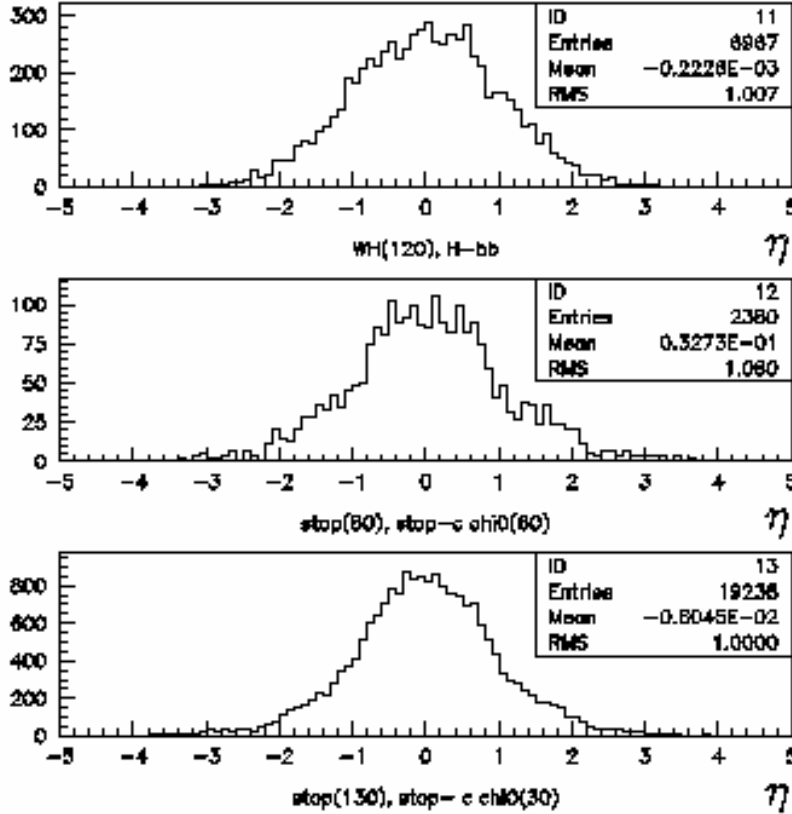 300
200
100
0
ID 11
Entries 6967
Mean -0.2226E-03
RMS 1.007
-5 -4 -3 -2 -1 0 1 2 3 4 5
WH(120), H-bb η
100
75
50
25
0
ID 12
Entries 2360
Mean 0.3273E-01
RMS 1.060
-5 -4 -3 -2 -1 0 1 2 3 4 5
stop(80), stop-c chi0(60) η
800
600
400
200
0
ID 13
Entries 19236
Mean
RMS 1.0000
-5 -4 -3 -2 -1 0 1 2 3 4 5
stop(130), stop- c chi0(30) η